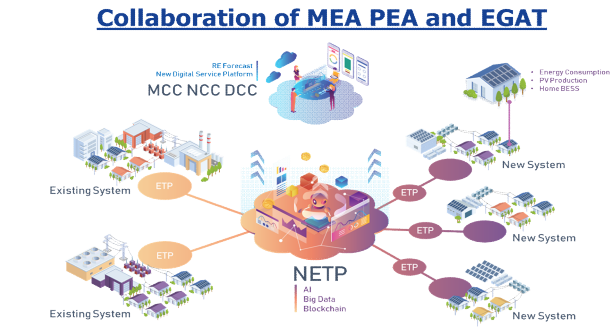 Collaboration of MEA PEA and EGAT
RE Forecast
New Digital Service Platform
MCC NCC DCC
• Energy Consumption
• PV Production
• Home BESS
Existing System
ETP
ETP
New System
ETP
New System
ETP
Existing System
ETP
New System
NETP
AI
Big Data
Blockchain